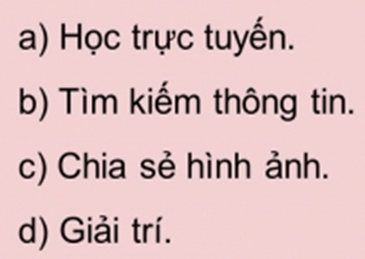 a) Học trực tuyến.
b) Tìm kiếm thông tin.
c) Chia sẻ hình ảnh.
d) Giải trí.